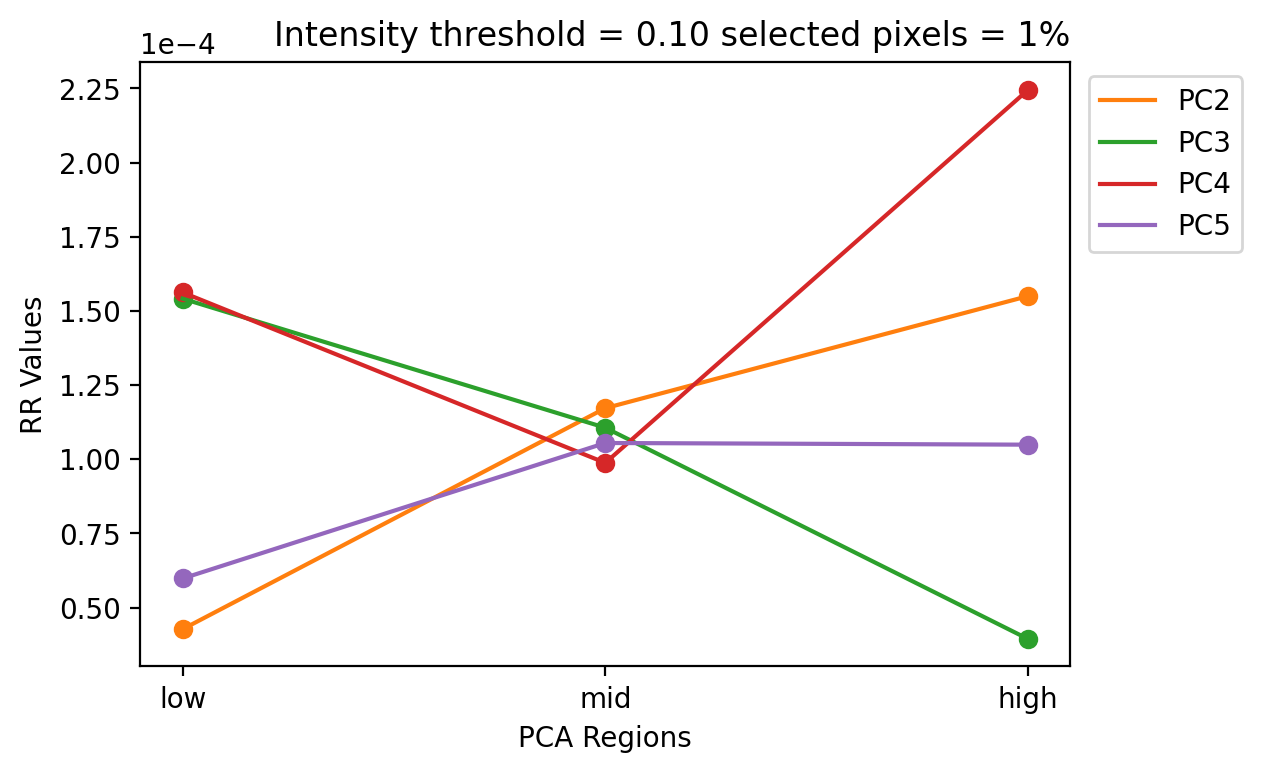 1e−4
Intensity threshold = 0.10 selected pixels = 1%
2.25
2.00
1.75
1.50
1.25
1.00
0.75
0.50
RR Values
low
mid
high
PCA Regions
PC2
PC3
PC4
PC5